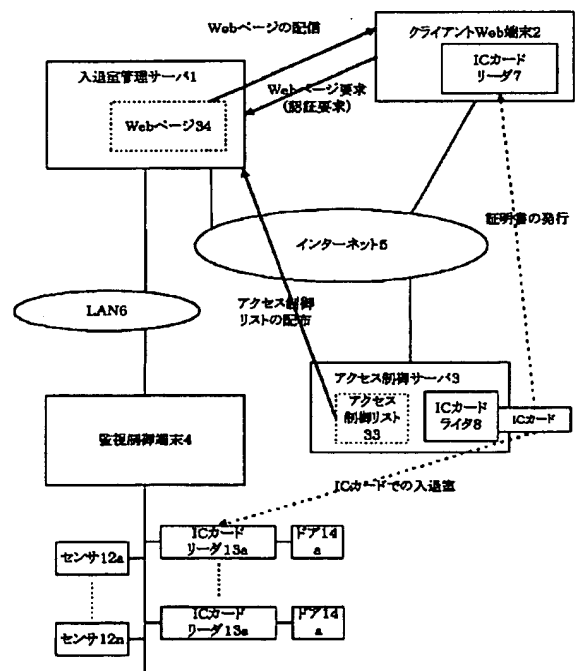 Webページの配信
クライアントWeb端末2
ICカード
リーダ7
入退室管理サーバ1
Webページ34
Webページ要求
(認証要求)
証明書の発行
インターネット5
LAN6
アクセス制御
リストの配布
アクセス制御サーバ3
アクセス
制御リスト
33
ICカード
ライタ8
ICカード
監視制御端末4
ICカードでの入退室
センサ12a
ICカード
リーダ13a
ドア14
a
センサ12n
ICカード
リーダ13a
ドア14
a